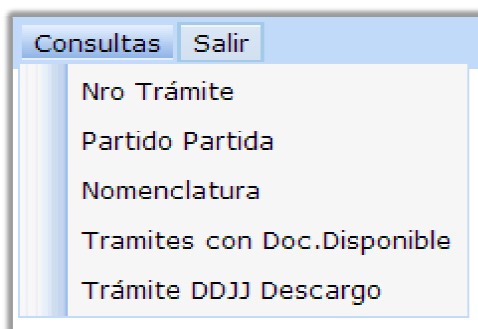 Consultas Salir
Nro Trámite
Partido Partida
Nomenclatura
Tramites con Doc.Disponible
Trámite DDJJ Descargo